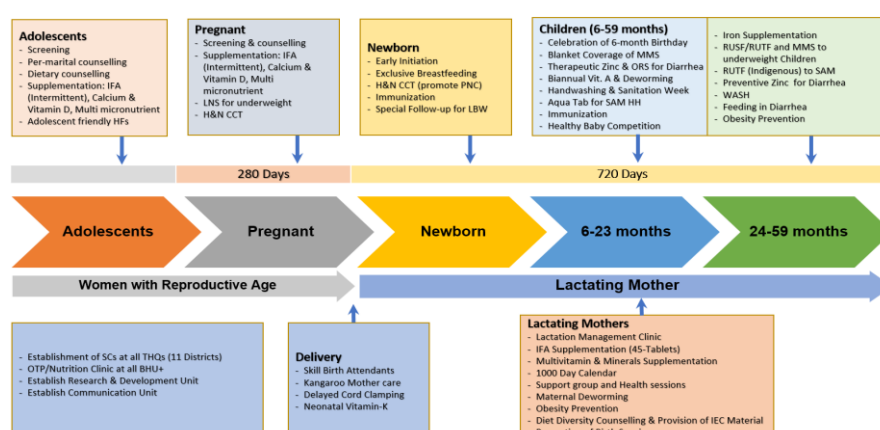 Adolescents
- Screening
- Per-marital counselling
- Dietary counselling
- Supplementation: IFA
(Intermittent), Calcium &
Vitamin D, Multi micronutrient
- Adolescent friendly HFs
Pregnant
- Screening & counselling
- Supplementation: IFA
(Intermittent), Calcium &
Vitamin D, Multi
micronutrient
- LNS for underweight
- H&N CCT
Newborn
- Early Initiation
- Exclusive Breastfeeding
- H&N CCT (promote PNC)
- Immunization
- Special Follow-up for LBW
Children (6-59 months)
- Celebration of 6-month Birthday
- Blanket Coverage of MMS
- Therapeutic Zinc & ORS for Diarrhea
- Biannual Vit. A & Deworming
- Handwashing & Sanitation Week
- Aqua Tab for SAM HH
- Immunization
- Healthy Baby Competition
- Iron Supplementation
- RUSF/RUTF and MMS to
underweight Children
- RUTF (Indigenous) to SAM
- Preventive Zinc for Diarrhea
- WASH
- Feeding in Diarrhea
- Obesity Prevention
280 Days
720 Days
Adolescents
Pregnant
Newborn
6-23 months
24-59 months
Women with Reproductive Age
Lactating Mother
- Establishment of SCs at all THQs (11 Districts)
- OTP/Nutrition Clinic at all BHU+
- Establish Research & Development Unit
- Establish Communication Unit
Delivery
- Skill Birth Attendants
- Kangaroo Mother care
- Delayed Cord Clamping
- Neonatal Vitamin-K
Lactating Mothers
- Lactation Management Clinic
- IFA Supplementation (45-Tablets)
- Multivitamin & Minerals Supplementation
- 1000 Day Calendar
- Support group and Health sessions
- Maternal Deworming
- Obesity Prevention
- Diet Diversity Counselling & Provision of IEC Material